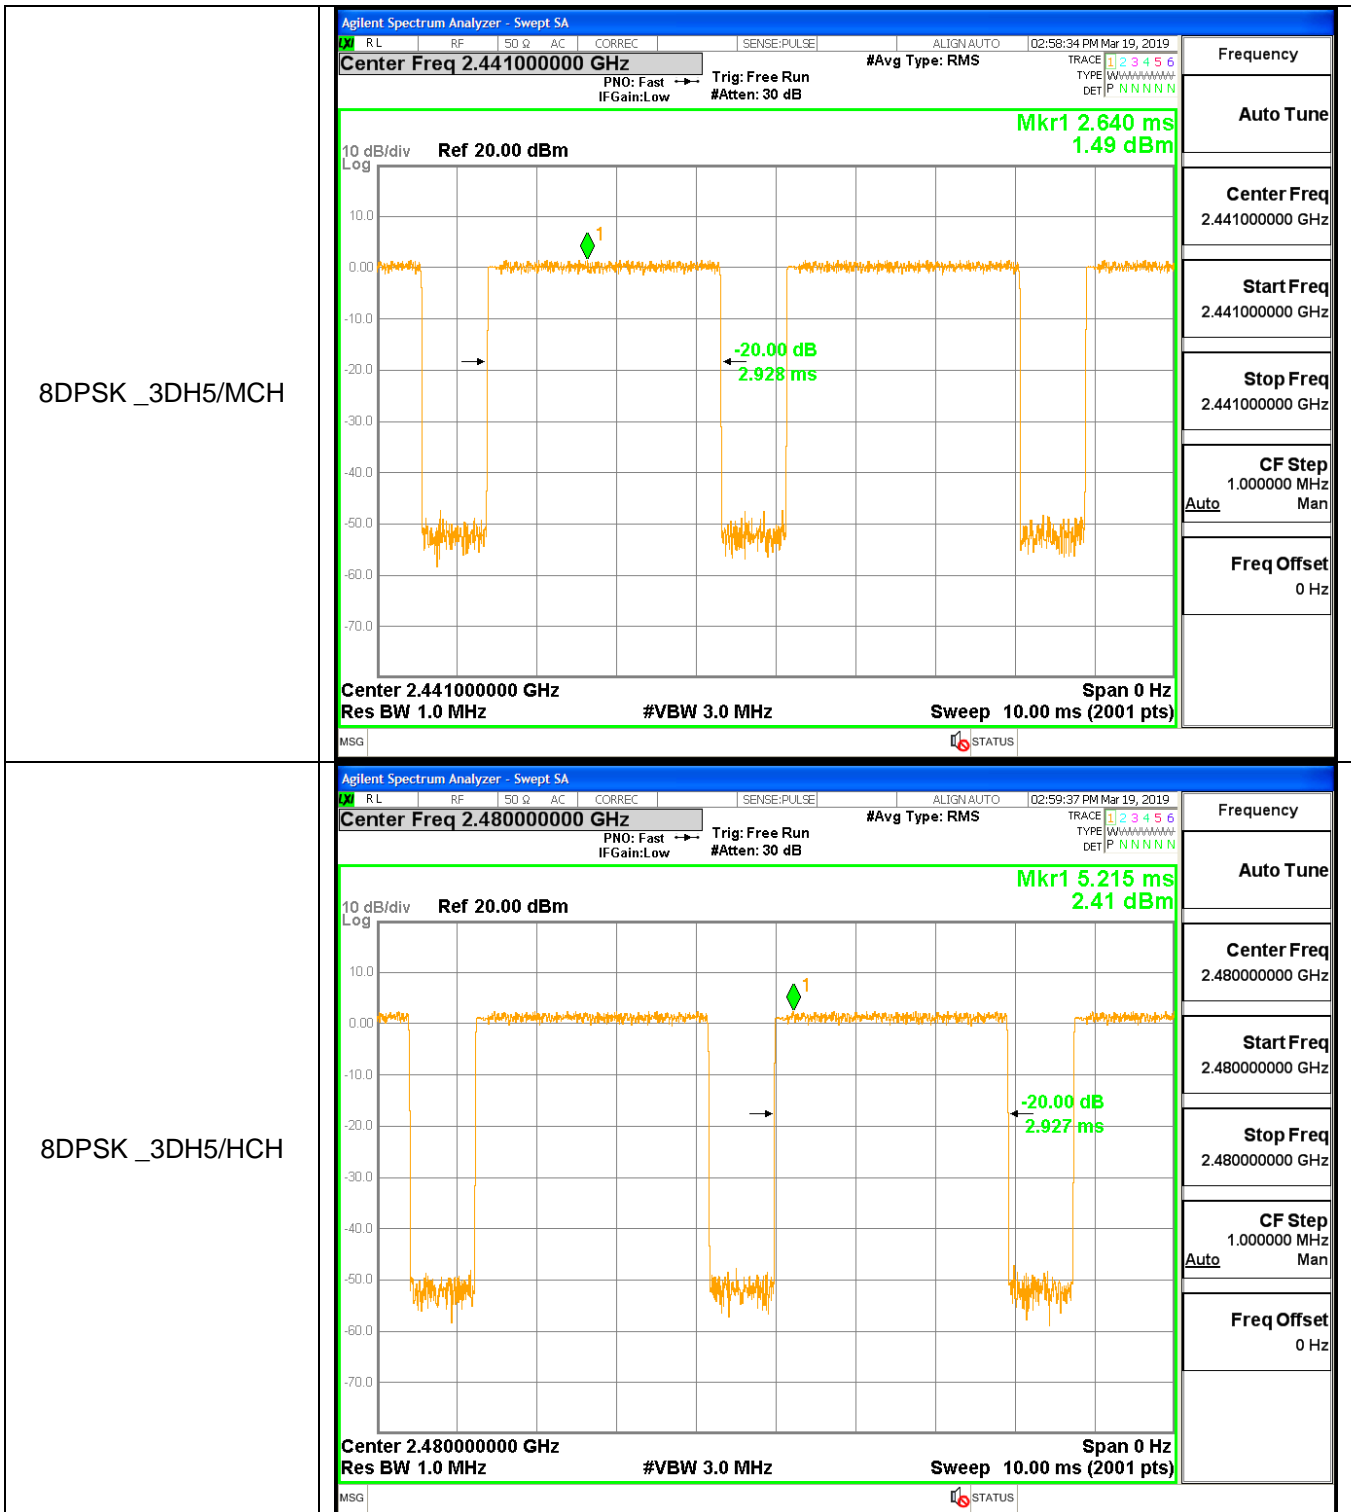 8DPSK _3DH5/MCH
Agilent Spectrum Analyzer - Swept SA
LXI RL RF 50 Ω AC CORREC SENSE:PULSE ALIGN AUTO 02:58:34 PM Mar 19, 2019
Center Freq 2.441000000 GHz
PNO: Fast
IFGain:Low
Trig: Free Run
#Atten: 30 dB
#Avg Type: RMS
TRACE 1 2 3 4 5 6
TYPE
DET P N N N N N
Mkr1 2.640 ms
1.49 dBm
10 dB/div Ref 20.00 dBm
Log
10.0
0.00
-10.0
-20.0
-30.0
-40.0
-50.0
-60.0
-70.0
1
-20.00 dB
2.928 ms
Center 2.441000000 GHz Span 0 Hz
Res BW 1.0 MHz #VBW 3.0 MHz Sweep 10.00 ms (2001 pts)
MSG STATUS
Frequency
Auto Tune
Center Freq
2.441000000 GHz
Start Freq
2.441000000 GHz
Stop Freq
2.441000000 GHz
CF Step
1.000000 MHz
Auto Man
Freq Offset
0 Hz
8DPSK _3DH5/HCH
Agilent Spectrum Analyzer - Swept SA
LXI RL RF 50 Ω AC CORREC SENSE:PULSE ALIGN AUTO 02:59:37 PM Mar 19, 2019
Center Freq 2.480000000 GHz
PNO: Fast
IFGain:Low
Trig: Free Run
#Atten: 30 dB
#Avg Type: RMS
TRACE 1 2 3 4 5 6
TYPE
DET P N N N N N
Mkr1 5.215 ms
2.41 dBm
10 dB/div Ref 20.00 dBm
Log
10.0
0.00
-10.0
-20.0
-30.0
-40.0
-50.0
-60.0
-70.0
1
-20.00 dB
2.927 ms
Center 2.480000000 GHz Span 0 Hz
Res BW 1.0 MHz #VBW 3.0 MHz Sweep 10.00 ms (2001 pts)
MSG STATUS
Frequency
Auto Tune
Center Freq
2.480000000 GHz
Start Freq
2.480000000 GHz
Stop Freq
2.480000000 GHz
CF Step
1.000000 MHz
Auto Man
Freq Offset
0 Hz